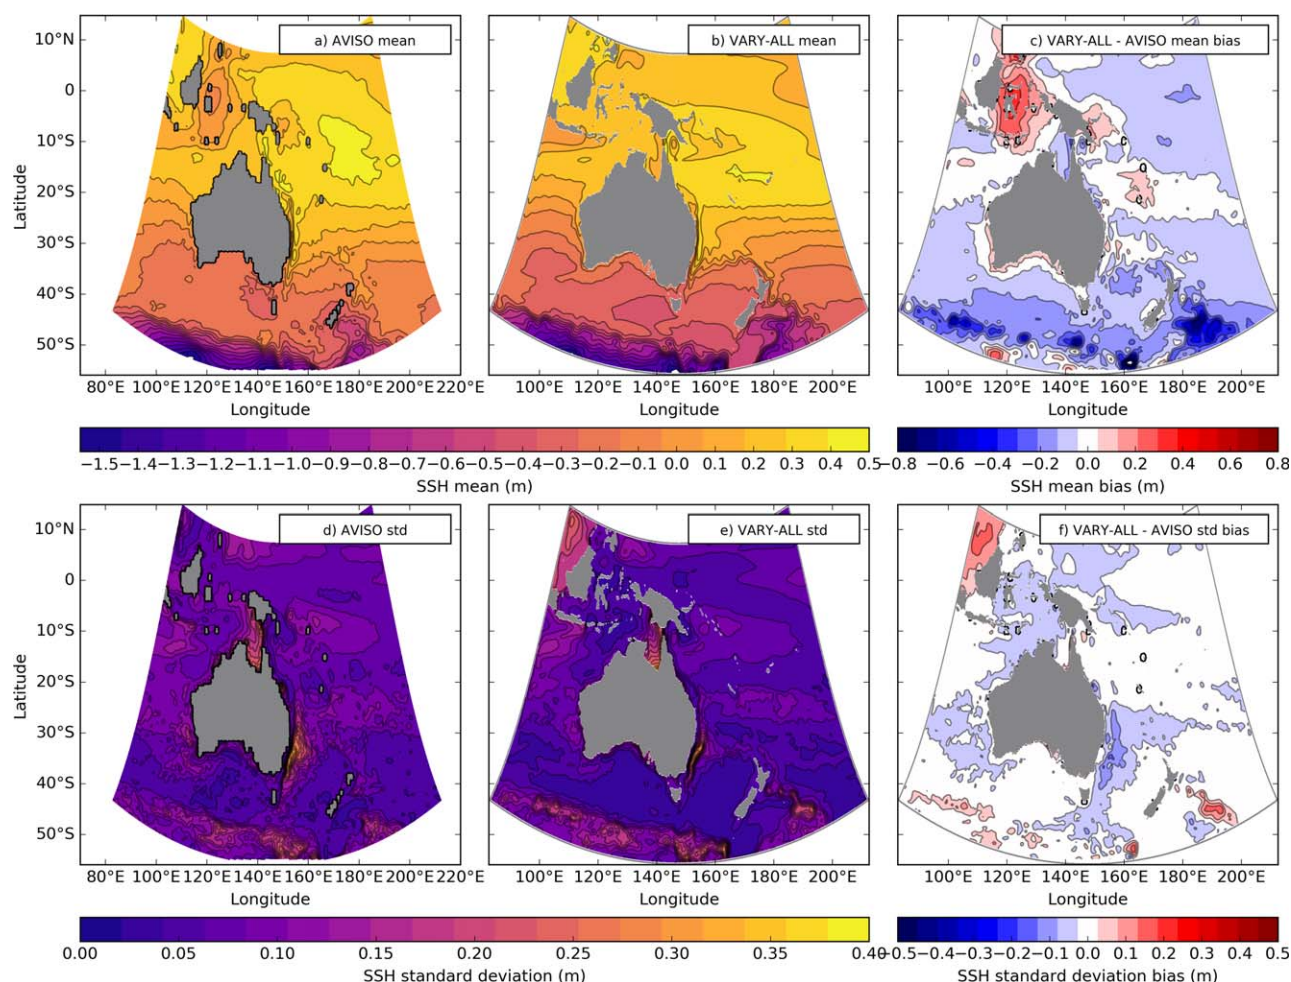 a) AVISO mean
b) VARY-ALL mean
c) VARY-ALL - AVISO mean bias
10°N
0
10°S
20°S
30°S
40°S
50°S
Latitude
80°E 100°E 120°E 140°E 160°E 180°E 200°E 220°E
100°E 120°E 140°E 160°E 180°E 200°E
100°E 120°E 140°E 160°E 180°E 200°E
Longitude
Longitude
Longitude
−1.5 −1.4 −1.3 −1.2 −1.1 −1.0 −0.9 −0.8 −0.7 −0.6 −0.5 −0.4 −0.3 −0.2 −0.1 0.0 0.1 0.2 0.3 0.4 0.5
SSH mean (m)
−0.8 −0.6 −0.4 −0.2 0.0 0.2 0.4 0.6 0.8
SSH mean bias (m)
d) AVISO std
e) VARY-ALL std
f) VARY-ALL - AVISO std bias
10°N
0
10°S
20°S
30°S
40°S
50°S
Latitude
80°E 100°E 120°E 140°E 160°E 180°E 200°E 220°E
100°E 120°E 140°E 160°E 180°E 200°E
100°E 120°E 140°E 160°E 180°E 200°E
Longitude
Longitude
Longitude
0.00 0.05 0.10 0.15 0.20 0.25 0.30 0.35 0.40
SSH standard deviation (m)
−0.5 −0.4 −0.3 −0.2 −0.1 0.0 0.1 0.2 0.3 0.4 0.5
SSH standard deviation bias (m)